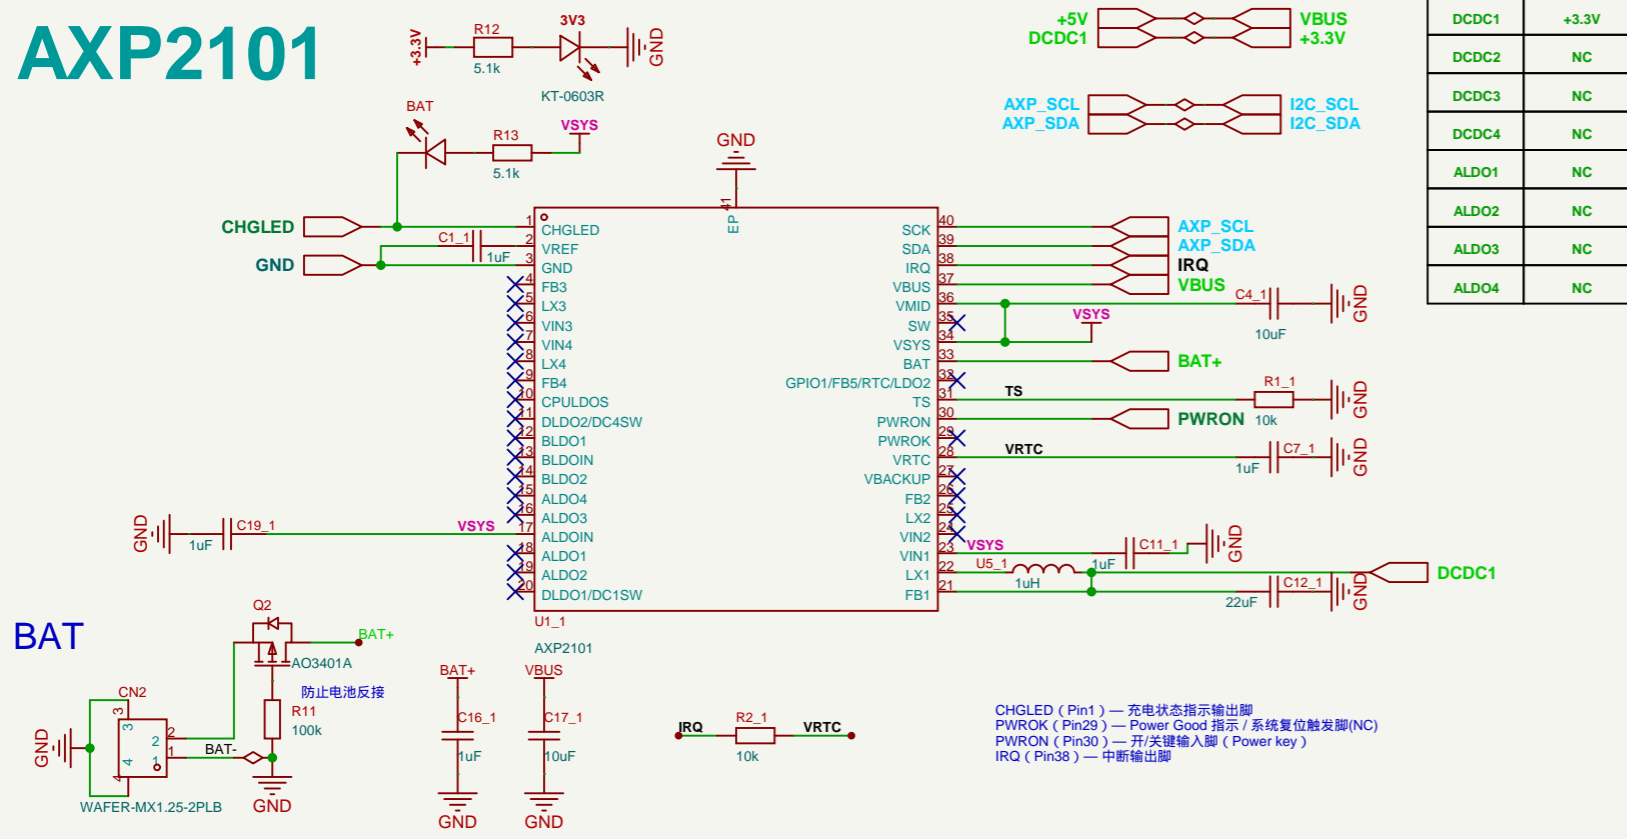 AXP2101
+3.3V
R12
5.1k
3V3
KT-0603R
GND
+5V
VBUS
DCDC1
+3.3V
AXP_SCL
I2C_SCL
AXP_SDA
I2C_SDA
DCDC1 +3.3V
DCDC2 NC
DCDC3 NC
DCDC4 NC
ALDO1 NC
ALDO2 NC
ALDO3 NC
ALDO4 NC
BAT
R13
5.1k
VSYS
GND
41
EP
CHGLED
GND
C1_1
1uF
1 CHGLED
2 VREF
3 GND
4 FB3
5 LX3
6 VIN3
7 VIN4
8 LX4
9 FB4
10 CPULDOS
11 DLDO2/DC4SW
12 BLDO1
13 BLDOIN
14 BLDO2
15 ALDO4
16 ALDO3
17 ALDOIN
18 ALDO1
19 ALDO2
20 DLDO1/DC1SW
SCK 40
SDA 39
IRQ 38
VBUS 37
VMID 36
SW 35
VSYS 34
BAT 33
GPIO1/FB5/RTC/LDO2 32
TS 31
PWRON 30
PWROK 29
VRTC 28
VBACKUP 27
FB2 26
LX2 25
VIN2 24
VIN1 23
LX1 22
FB1 21
U1_1
AXP2101
AXP_SCL
AXP_SDA
IRQ
VBUS
C4_1
10uF
GND
VSYS
BAT+
TS
R1_1
10k
GND
PWRON
VRTC
C7_1
1uF
GND
VSYS
C11_1
1uF
GND
U5_1
1uH
DCDC1
C12_1
22uF
GND
GND
C19_1
1uF
VSYS
BAT
Q2
BAT+
AO3401A
防止电池反接
R11
100k
CN2
3
3
2
2
1
1
4
4
BAT-
GND
GND
WAFER-MX1.25-2PLB
BAT+
C16_1
1uF
GND
VBUS
C17_1
10uF
GND
IRQ
R2_1
10k
VRTC
CHGLED（Pin1）— 充电状态指示输出脚
PWROK（Pin29）— Power Good 指示 / 系统复位触发脚(NC)
PWRON（Pin30）— 开/关键输入脚（Power key）
IRQ（Pin38）— 中断输出脚